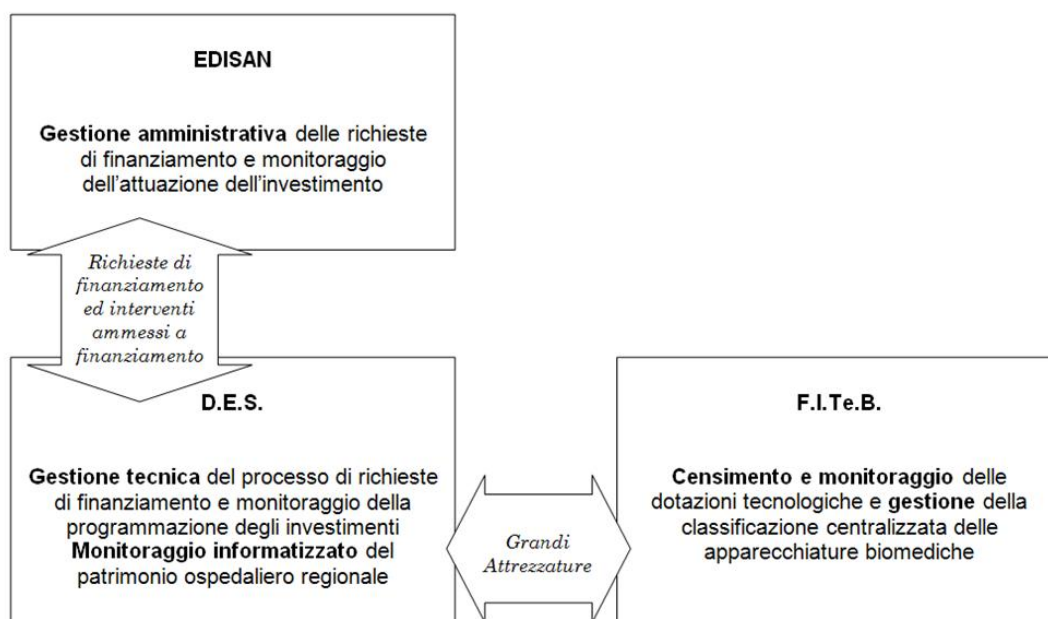 EDISAN
Gestione amministrativa delle richieste
di finanziamento e monitoraggio
dell'attuazione dell'investimento
Richieste di
finanziamento
ed interventi
ammessi a
finanziamento
D.E.S.
Gestione tecnica del processo di richieste
di finanziamento e monitoraggio della
programmazione degli investimenti
Monitoraggio informatizzato del
patrimonio ospedaliero regionale
Grandi
Attrezzature
F.I.Te.B.
Censimento e monitoraggio delle
dotazioni tecnologiche e gestione della
classificazione centralizzata delle
apparecchiature biomediche